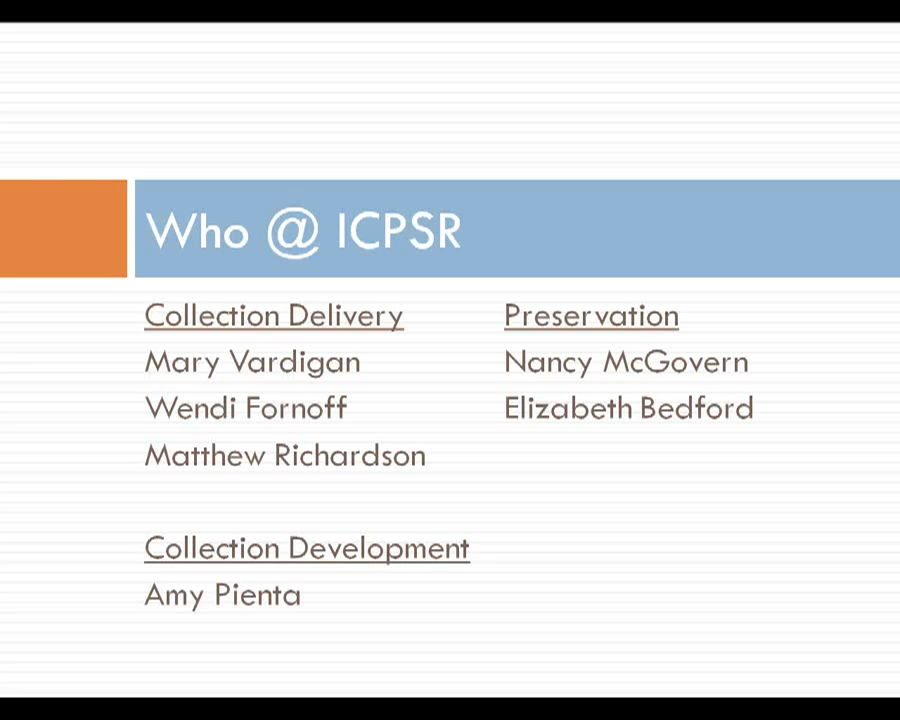 Who @ ICPSR
Collection Delivery
Mary Vardigan
Wendi Fornoff
Matthew Richardson
Collection Development
Amy Pienta
Preservation
Nancy McGovern
Elizabeth Bedford